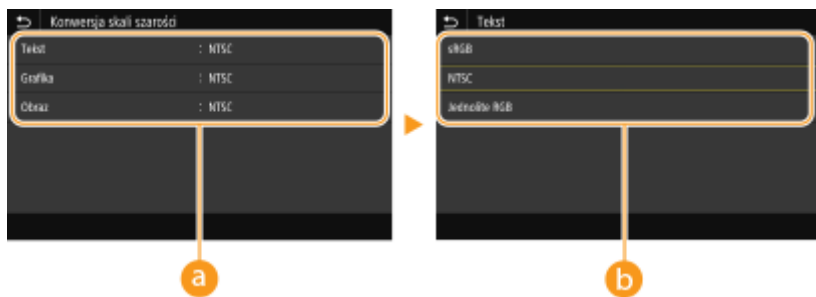 Konwersja skali szarości
Tekst : NTSC
Grafika : NTSC
Obraz : NTSC
a
Tekst
sRGB
NTSC
Jednolite RGB
b